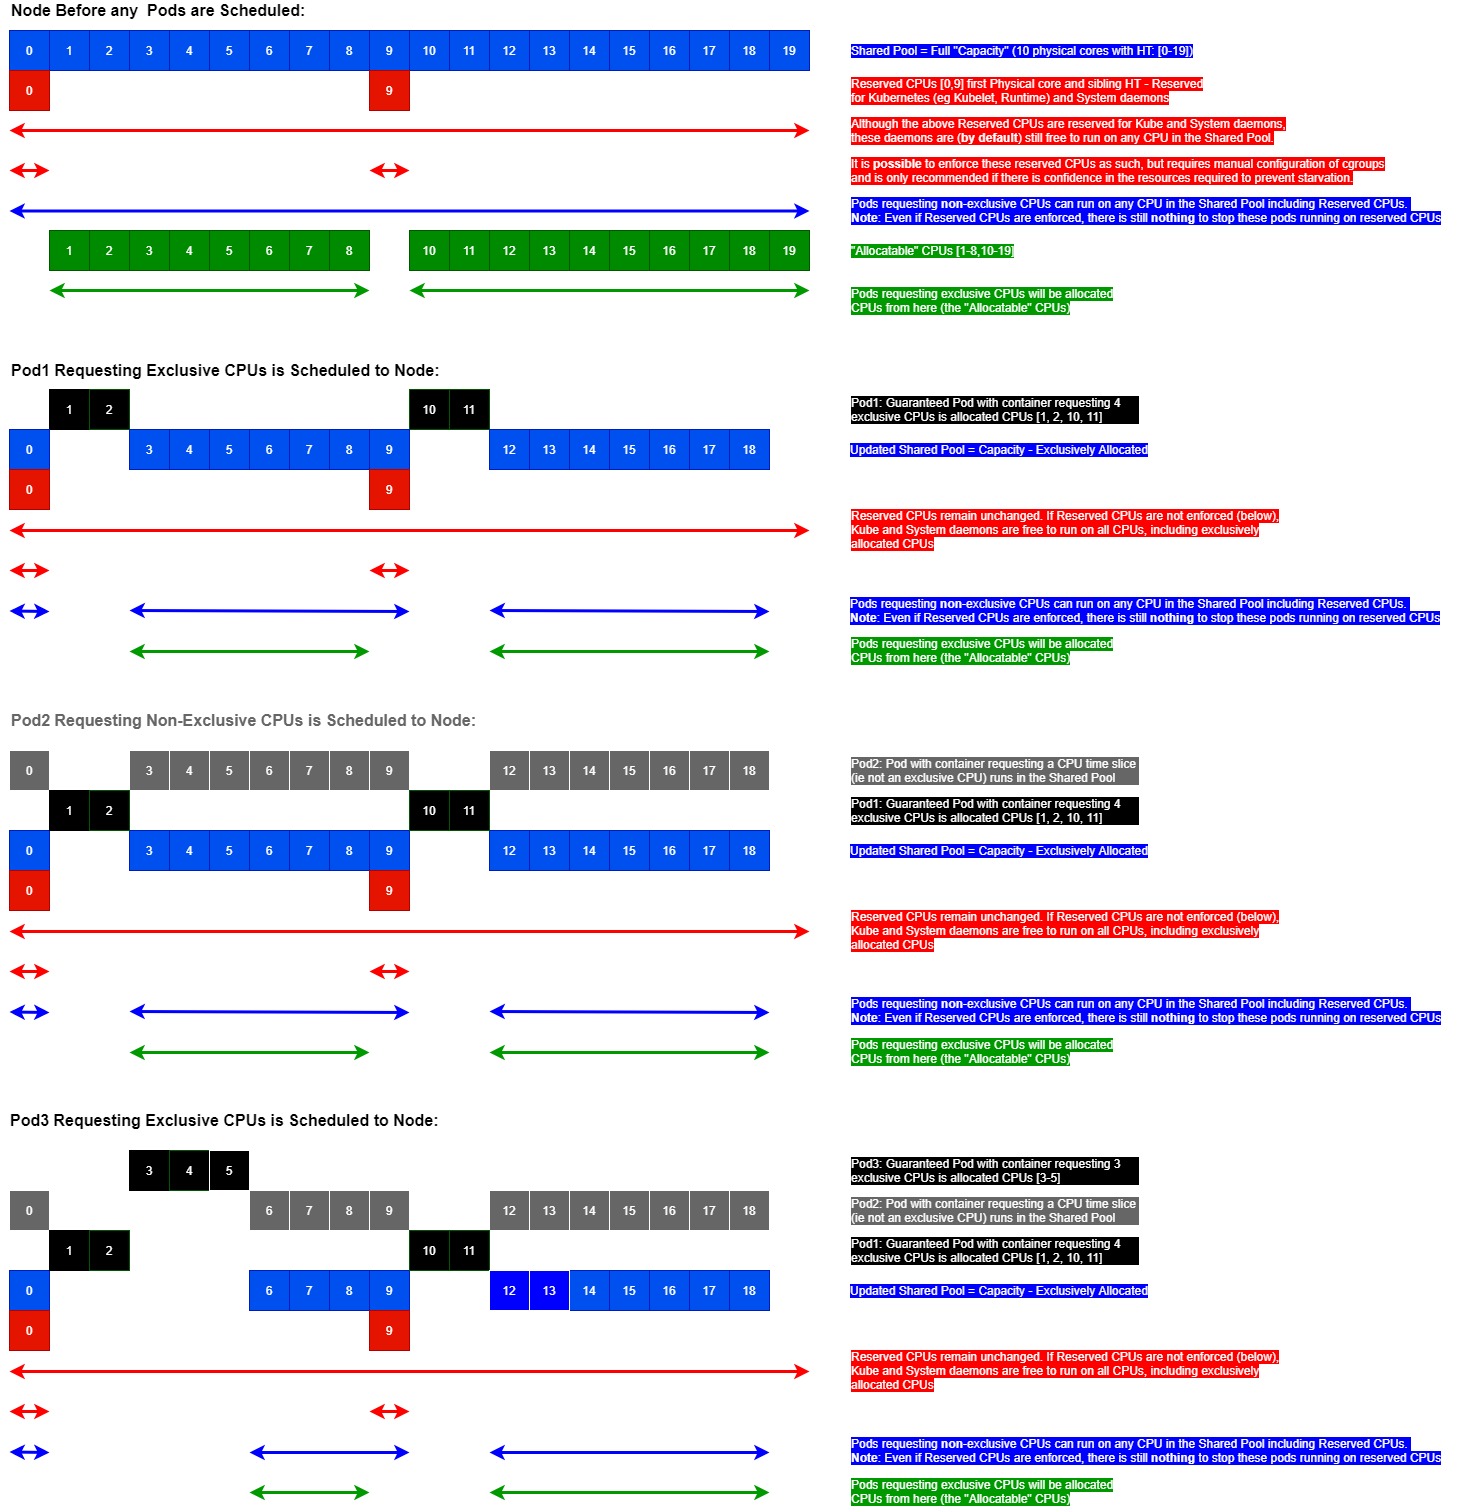 Node Before any  Pods are Scheduled:
0 1 2 3 4 5 6 7 8 9 10 11 12 13 14 15 16 17 18 19
Shared Pool = Full "Capacity" (10 physical cores with HT: [0-19])
0 9
Reserved CPUs [0,9] first Physical core and sibling HT - Reserved
for Kubernetes (eg Kubelet, Runtime) and System daemons
Although the above Reserved CPUs are reserved for Kube and System daemons,
these daemons are (by default) still free to run on any CPU in the Shared Pool.
It is possible to enforce these reserved CPUs as such, but requires manual configuration of cgroups
and is only recommended if there is confidence in the resources required to prevent starvation.
Pods requesting non-exclusive CPUs can run on any CPU in the Shared Pool including Reserved CPUs.
Note: Even if Reserved CPUs are enforced, there is still nothing to stop these pods running on reserved CPUs
1 2 3 4 5 6 7 8 10 11 12 13 14 15 16 17 18 19
"Allocatable" CPUs [1-8,10-19]
Pods requesting exclusive CPUs will be allocated
CPUs from here (the "Allocatable" CPUs)
Pod1 Requesting Exclusive CPUs is Scheduled to Node:
1 2 10 11
Pod1: Guaranteed Pod with container requesting 4
exclusive CPUs is allocated CPUs [1, 2, 10, 11]
0 3 4 5 6 7 8 9 12 13 14 15 16 17 18
Updated Shared Pool = Capacity - Exclusively Allocated
0 9
Reserved CPUs remain unchanged. If Reserved CPUs are not enforced (below),
Kube and System daemons are free to run on all CPUs, including exclusively
allocated CPUs
Pods requesting non-exclusive CPUs can run on any CPU in the Shared Pool including Reserved CPUs.
Note: Even if Reserved CPUs are enforced, there is still nothing to stop these pods running on reserved CPUs
Pods requesting exclusive CPUs will be allocated
CPUs from here (the "Allocatable" CPUs)
Pod2 Requesting Non-Exclusive CPUs is Scheduled to Node:
0 3 4 5 6 7 8 9 12 13 14 15 16 17 18
Pod2: Pod with container requesting a CPU time slice
(ie not an exclusive CPU) runs in the Shared Pool
1 2 10 11
Pod1: Guaranteed Pod with container requesting 4
exclusive CPUs is allocated CPUs [1, 2, 10, 11]
0 3 4 5 6 7 8 9 12 13 14 15 16 17 18
Updated Shared Pool = Capacity - Exclusively Allocated
0 9
Reserved CPUs remain unchanged. If Reserved CPUs are not enforced (below),
Kube and System daemons are free to run on all CPUs, including exclusively
allocated CPUs
Pods requesting non-exclusive CPUs can run on any CPU in the Shared Pool including Reserved CPUs.
Note: Even if Reserved CPUs are enforced, there is still nothing to stop these pods running on reserved CPUs
Pods requesting exclusive CPUs will be allocated
CPUs from here (the "Allocatable" CPUs)
Pod3 Requesting Exclusive CPUs is Scheduled to Node:
3 4 5
Pod3: Guaranteed Pod with container requesting 3
exclusive CPUs is allocated CPUs [3-5]
0 6 7 8 9 12 13 14 15 16 17 18
Pod2: Pod with container requesting a CPU time slice
(ie not an exclusive CPU) runs in the Shared Pool
1 2 10 11
Pod1: Guaranteed Pod with container requesting 4
exclusive CPUs is allocated CPUs [1, 2, 10, 11]
0 6 7 8 9 12 13 14 15 16 17 18
Updated Shared Pool = Capacity - Exclusively Allocated
0 9
Reserved CPUs remain unchanged. If Reserved CPUs are not enforced (below),
Kube and System daemons are free to run on all CPUs, including exclusively
allocated CPUs
Pods requesting non-exclusive CPUs can run on any CPU in the Shared Pool including Reserved CPUs.
Note: Even if Reserved CPUs are enforced, there is still nothing to stop these pods running on reserved CPUs
Pods requesting exclusive CPUs will be allocated
CPUs from here (the "Allocatable" CPUs)